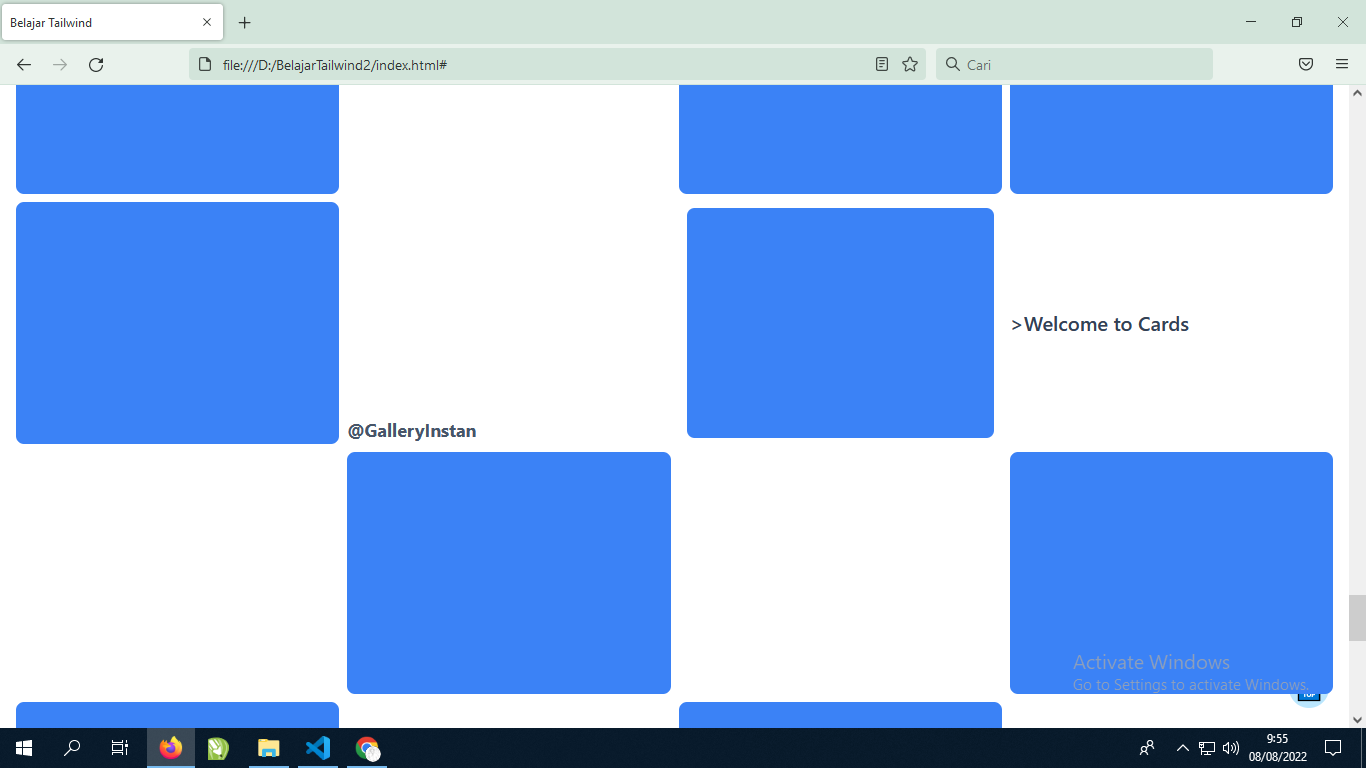 Belajar Tailwind
file:///D:/BelajarTailwind2/index.html#
Cari
>Welcome to Cards
@GalleryInstan
Activate Windows
Go to Settings to activate Windows.
TOP
9:55
08/08/2022